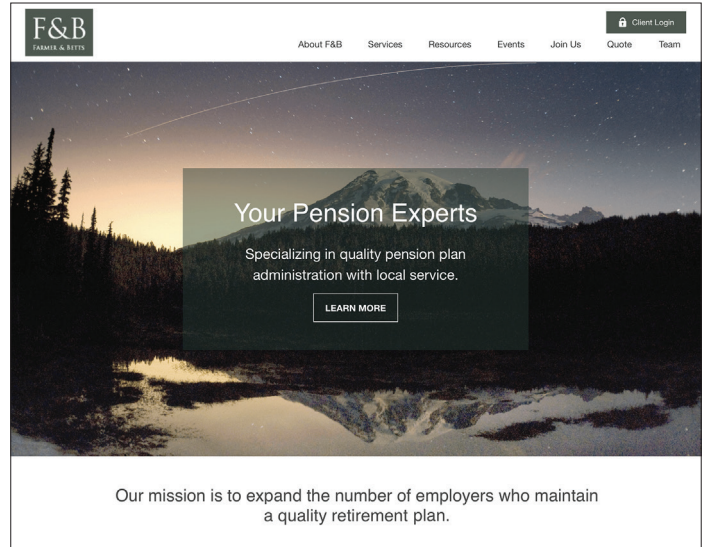 F&B
FARMER & BETTS
Client Login
About F&B Services Resources Events Join Us Quote Team
Your Pension Experts
Specializing in quality pension plan
administration with local service.
LEARN MORE
Our mission is to expand the number of employers who maintain
a quality retirement plan.